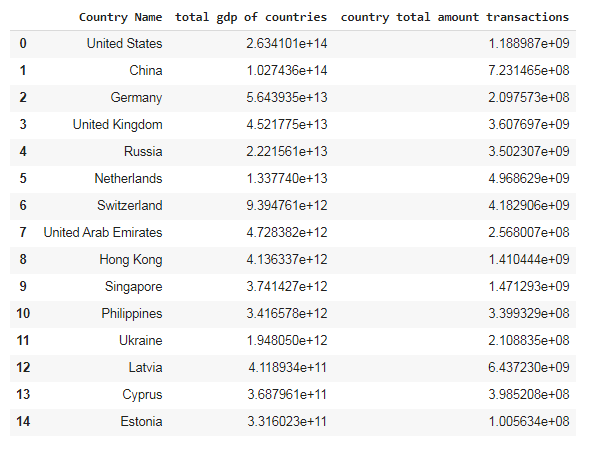 Country Name total gdp of countries country total amount transactions
0 United States 2.634101e+14 1.188987e+09
1 China 1.027436e+14 7.231465e+08
2 Germany 5.643935e+13 2.097573e+08
3 United Kingdom 4.521775e+13 3.607697e+09
4 Russia 2.221561e+13 3.502307e+09
5 Netherlands 1.337740e+13 4.968629e+09
6 Switzerland 9.394761e+12 4.182906e+09
7 United Arab Emirates 4.728382e+12 2.568007e+08
8 Hong Kong 4.136337e+12 1.410444e+09
9 Singapore 3.741427e+12 1.471293e+09
10 Philippines 3.416578e+12 3.399329e+08
11 Ukraine 1.948050e+12 2.108835e+08
12 Latvia 4.118934e+11 6.437230e+09
13 Cyprus 3.687961e+11 3.985208e+08
14 Estonia 3.316023e+11 1.005634e+08